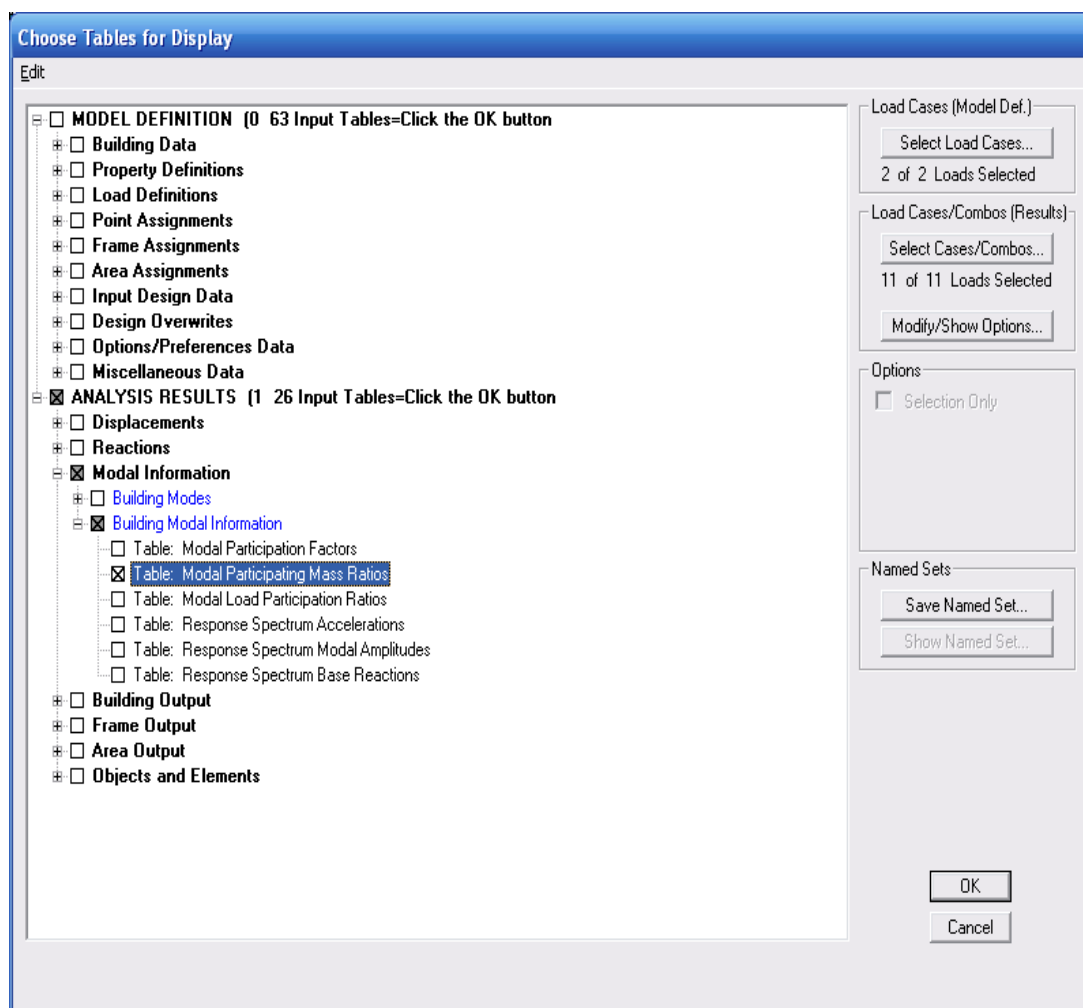 Choose Tables for Display
Edit
MODEL DEFINITION (0 63 Input Tables=Click the OK button
Building Data
Property Definitions
Load Definitions
Point Assignments
Frame Assignments
Area Assignments
Input Design Data
Design Overwrites
Options/Preferences Data
Miscellaneous Data
ANALYSIS RESULTS (1 26 Input Tables=Click the OK button
Displacements
Reactions
Modal Information
Building Modes
Building Modal Information
Table: Modal Participation Factors
Table: Modal Participating Mass Ratios
Table: Modal Load Participation Ratios
Table: Response Spectrum Accelerations
Table: Response Spectrum Modal Amplitudes
Table: Response Spectrum Base Reactions
Building Output
Frame Output
Area Output
Objects and Elements
Load Cases (Model Def.)
Select Load Cases...
2 of 2 Loads Selected
Load Cases/Combos (Results)
Select Cases/Combos...
11 of 11 Loads Selected
Modify/Show Options...
Options
Selection Only
Named Sets
Save Named Set...
Show Named Set...
OK
Cancel